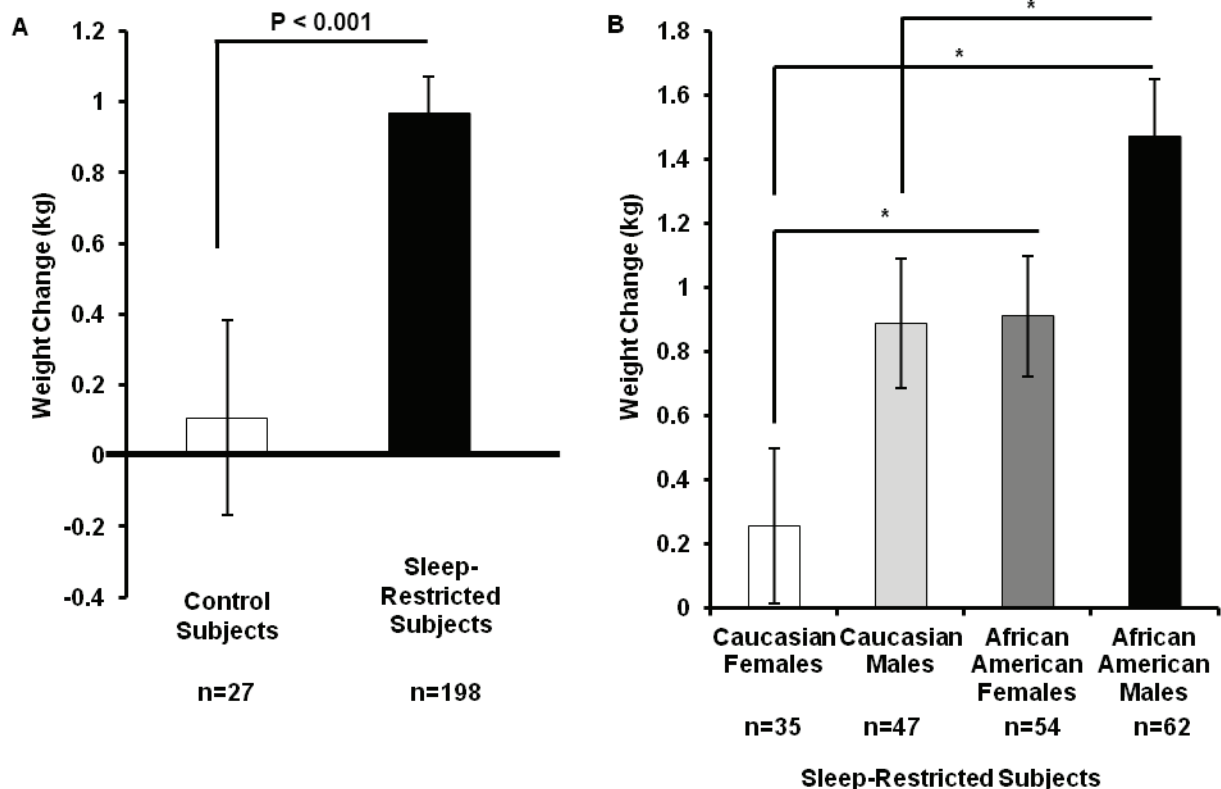 A
P < 0.001
1.2
1
0.8
0.6
0.4
0.2
0
-0.2
-0.4
Weight Change (kg)
Control
Subjects
Sleep-
Restricted
Subjects
n=27
n=198
B
*
*
*
1.8
1.6
1.4
1.2
1
0.8
0.6
0.4
0.2
0
Weight Change (kg)
Caucasian
Females
Caucasian
Males
African
American
Females
African
American
Males
n=35
n=47
n=54
n=62
Sleep-Restricted Subjects